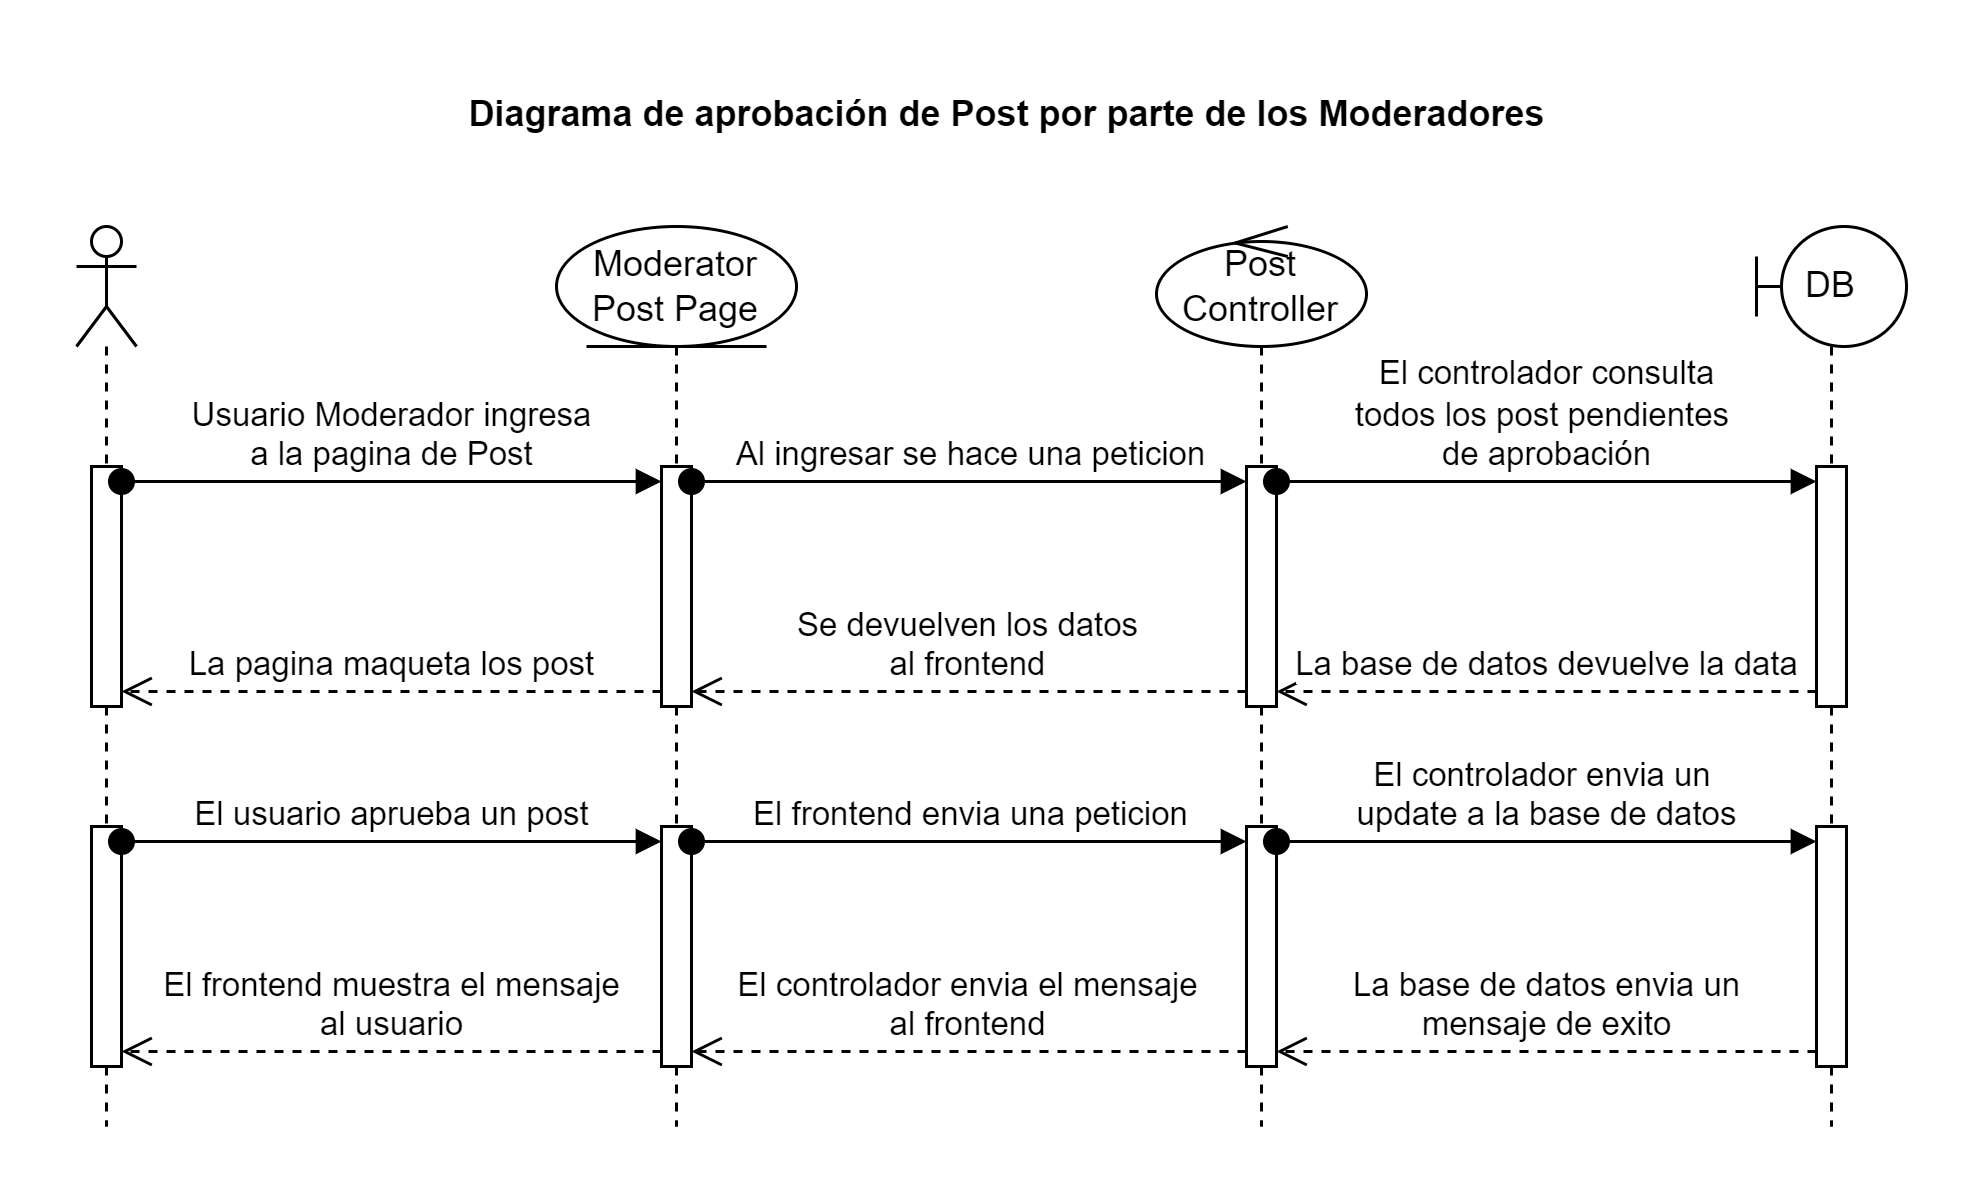 Diagrama de aprobación de Post por parte de los Moderadores
Moderator
Post Page
Post
Controller
DB
Usuario Moderador ingresa
a la pagina de Post
Al ingresar se hace una peticion
El controlador consulta
todos los post pendientes
de aprobación
La pagina maqueta los post
Se devuelven los datos
al frontend
La base de datos devuelve la data
El usuario aprueba un post
El frontend envia una peticion
El controlador envia un
update a la base de datos
El frontend muestra el mensaje
al usuario
El controlador envia el mensaje
al frontend
La base de datos envia un
mensaje de exito